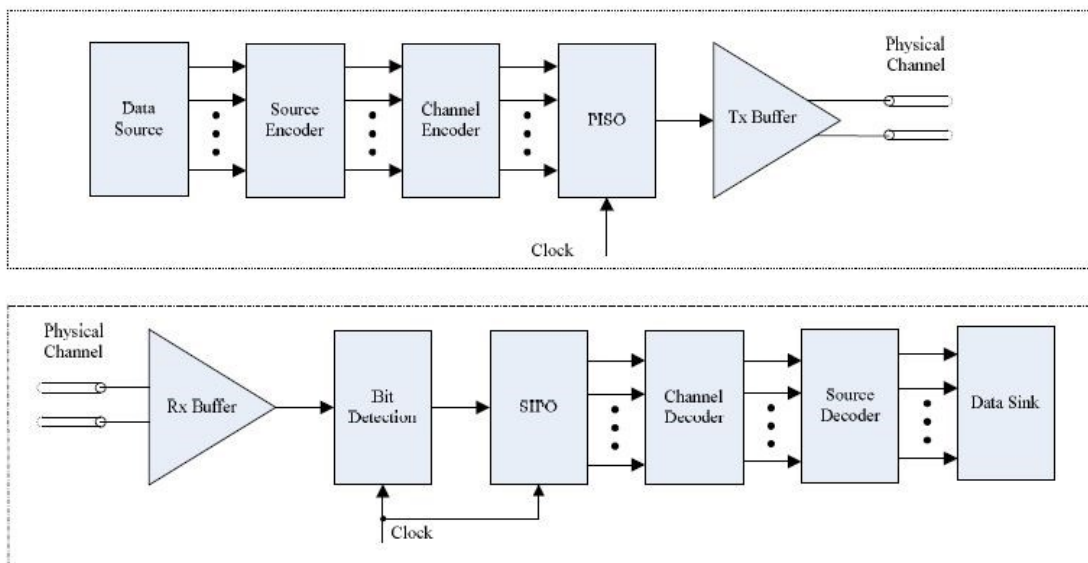 Data
Source
Source
Encoder
Channel
Encoder
PISO
Clock
Tx Buffer
Physical
Channel
Physical
Channel
Rx Buffer
Bit
Detection
Clock
SIPO
Channel
Decoder
Source
Decoder
Data Sink